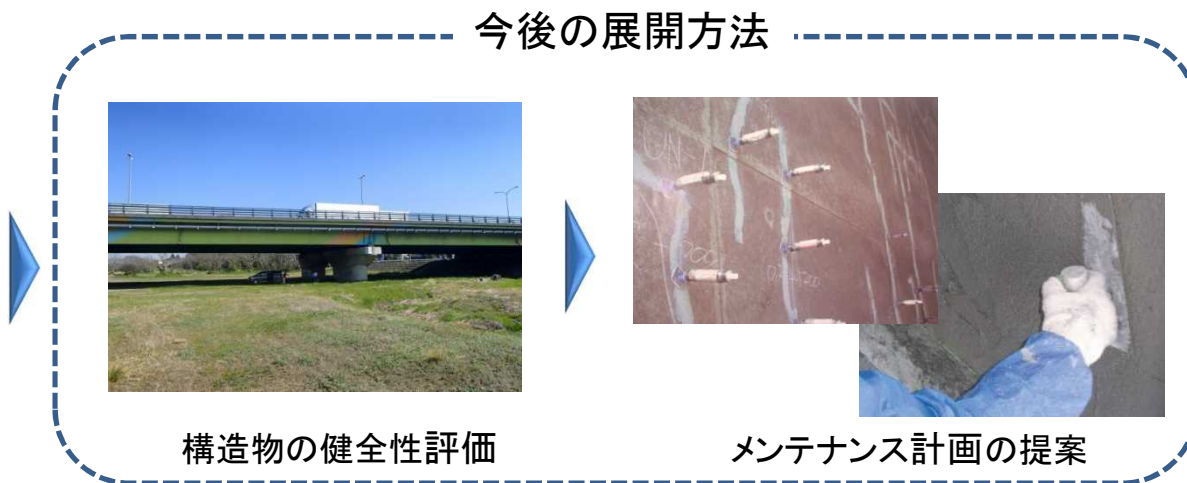 今後の展開方法
構造物の健全性評価
メンテナンス計画の提案